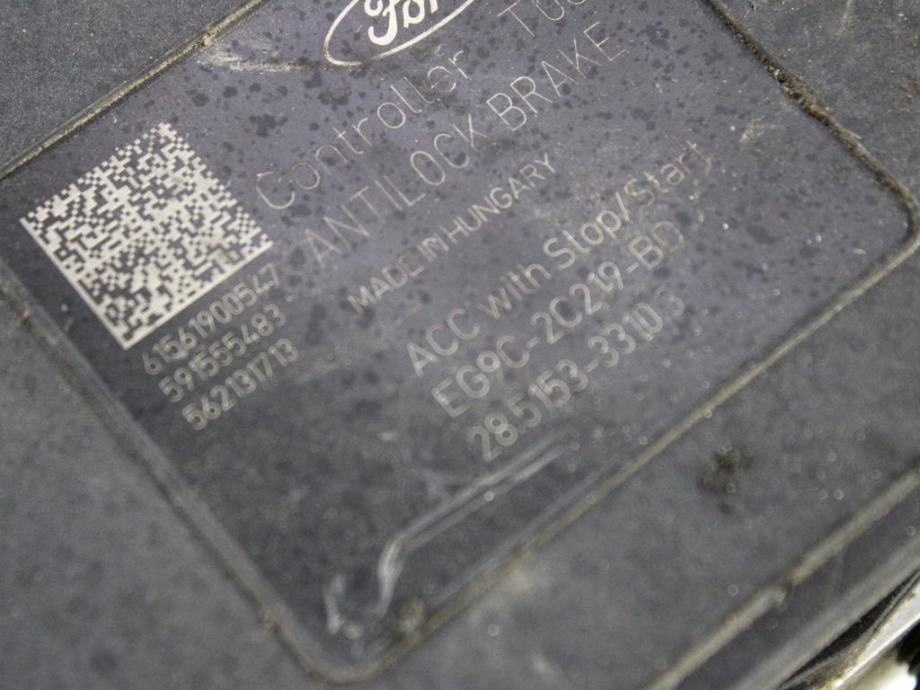 Ford
Controller
ANTILOCK BRAKE
MADE IN HUNGARY
ACC with Stop/Start
EG9C-2C219-BD
28.5153-3310.3
61561900547
591555483
562131713